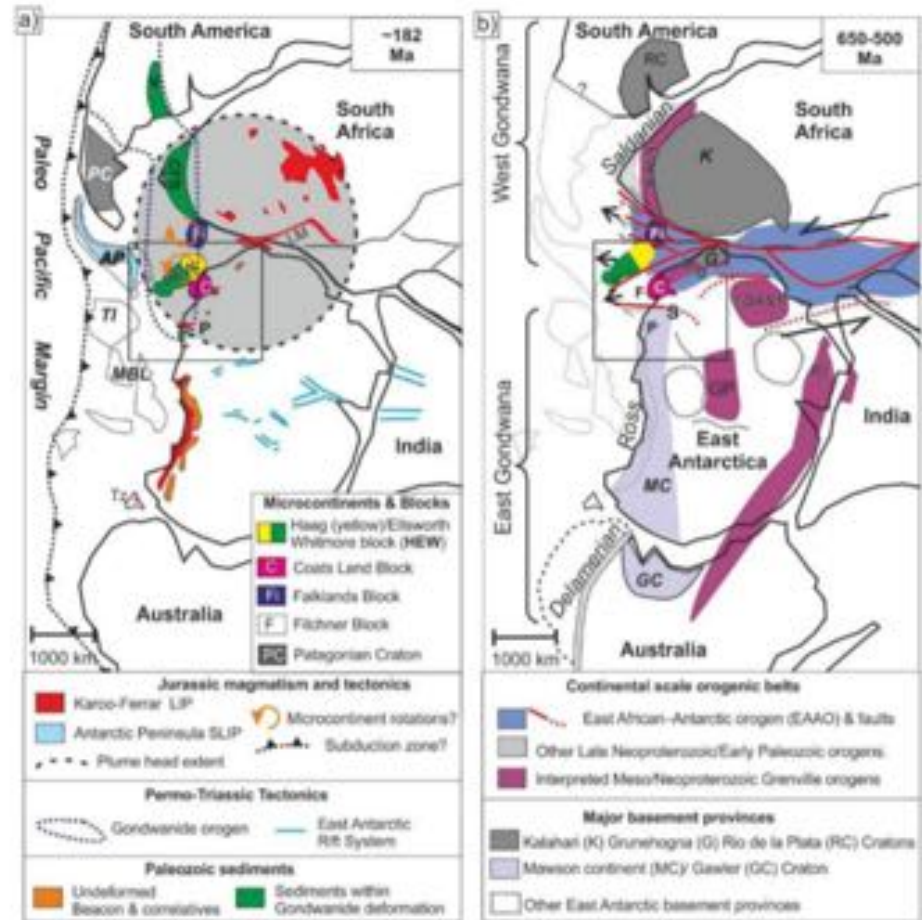 a)
South America
~182
Ma
South
Africa
PC
Paleo
Pacific
Margin
AP
LM
TI
C
P
MBL
India
Australia
1000 km
Microcontinents & Blocks
Haag (yellow)/Ellsworth
Whitmore block (HEW)
C Coats Land Block
Falklands Block
F Filchner Block
PC Patagonian Craton
Jurassic magmatism and tectonics
Karoo-Ferrar LIP
Microcontinent rotations?
Antarctic Peninsula SLIP
Subduction zone?
Plume head extent
Permo-Triassic Tectonics
Gondwanide orogen
East Antarctic
Rift System
Paleozoic sediments
Undeformed
Beacon & correlatives
Sediments within
Gondwanide deformation
b)
South America
650-500
Ma
RC
?
South
Africa
West Gondwana
Saldanian
K
G
F
C
S
P
East Gondwana
Ross
East
Antarctica
India
MC
Delamerian
GC
Australia
1000 km
Continental scale orogenic belts
East African–Antarctic orogen (EAAO) & faults
Other Late Neoproterozoic/Early Paleozoic orogens
Interpreted Meso/Neoproterozoic Grenville orogens
Major basement provinces
Kalahari (K) Grunehogna (G) Rio de la Plata (RC) Cratons
Mawson continent (MC)/ Gawler (GC) Craton
Other East Antarctic basement provinces